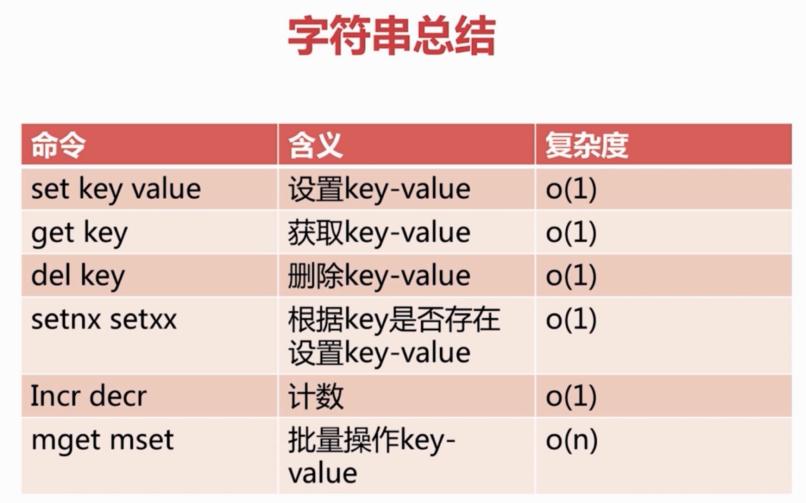 字符串总结
命令 含义 复杂度
set key value 设置key-value o(1)
get key 获取key-value o(1)
del key 删除key-value o(1)
setnx setxx 根据key是否存在 o(1)
设置key-value
Incr decr 计数 o(1)
mget mset 批量操作key- o(n)
value